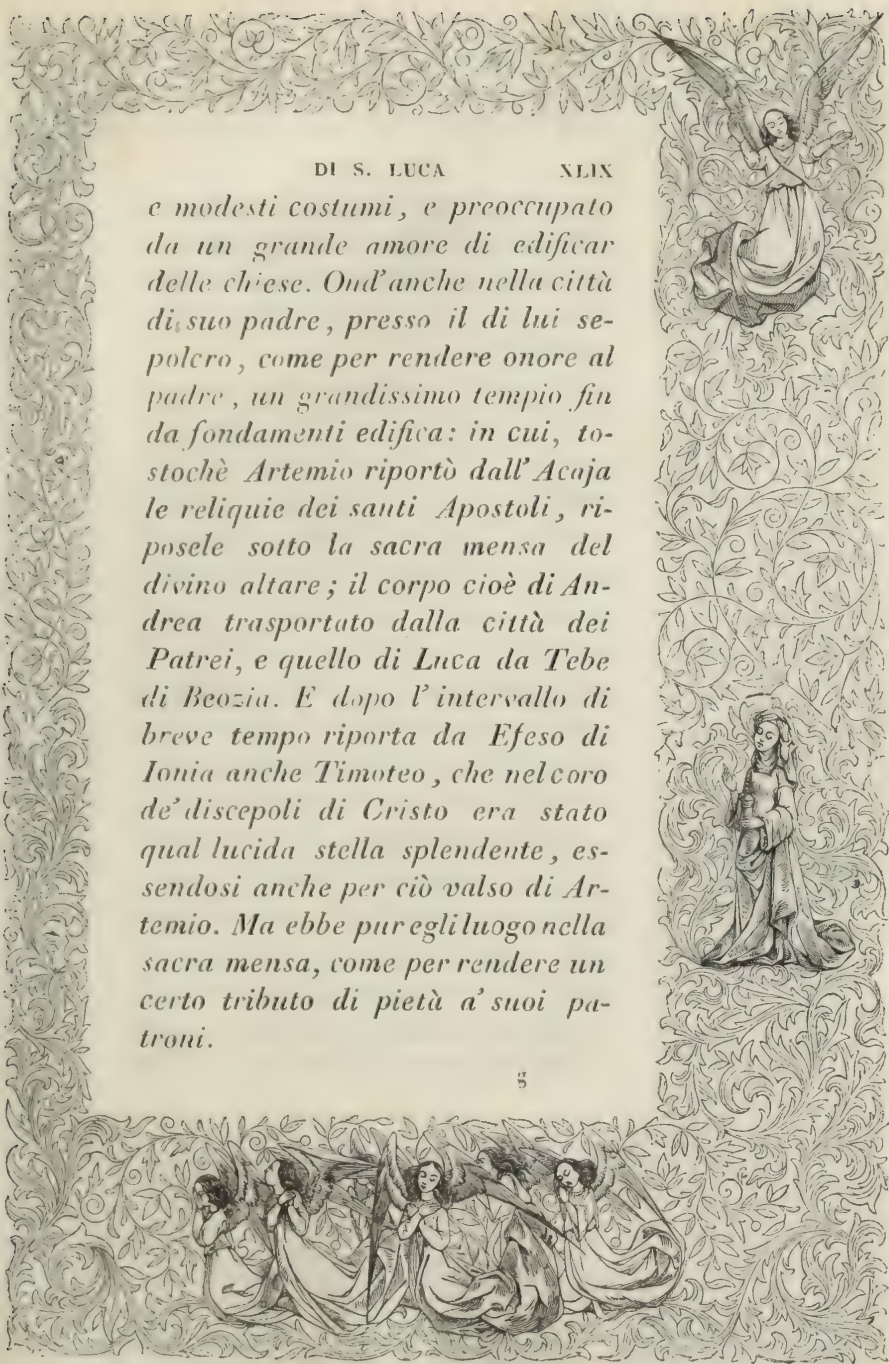 DI S. LUCA XLIX
e modesti costumi, e preoccupato
da un grande amore di edificar
delle chiese. Ond'anche nella città
di suo padre, presso il di lui se-
polcro, come per rendere onore al
padre, un grandissimo tempio fin
da fondamenti edifica: in cui, to-
stochè Artemio riportò dall'Acaja
le reliquie dei santi Apostoli, ri-
posele sotto la sacra mensa del
divino altare; il corpo cioè di An-
drea trasportato dalla città dei
Patrei, e quello di Luca da Tebe
di Beozia. E dopo l'intervallo di
breve tempo riporta da Efeso di
Ionia anche Timoteo, che nel coro
de' discepoli di Cristo era stato
qual lucida stella splendente, es-
sendosi anche per ciò valso di Ar-
temio. Ma ebbe pur egli luogo nella
sacra mensa, come per rendere un
certo tributo di pietà a' suoi pa-
troni.
g